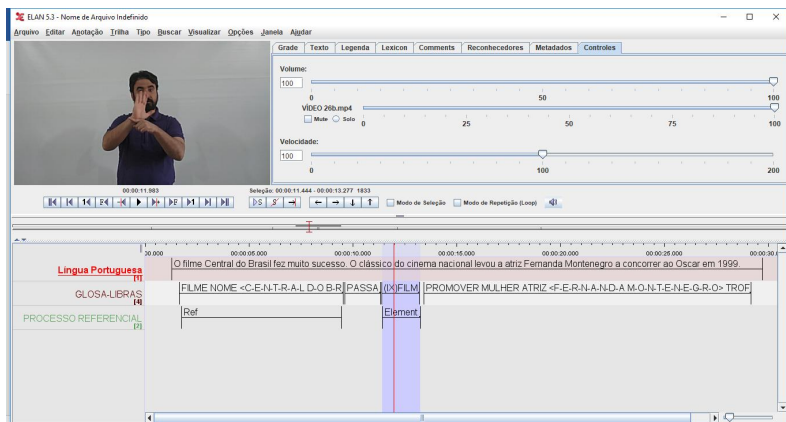 ELAN 5.3 - Nome de Arquivo Indefinido
Arquivo Editar Anotação Trilha Tipo Buscar Visualizar Opções Janela Ajudar
Grade Texto Legenda Lexicon Comments Reconhecedores Metadados Controles
Volume:
100
0 50 100
VÍDEO 26b.mp4
Mute Solo
0 25 50 75 100
Velocidade:
100
0 100 200
00:00:11.983
Seleção: 00:00:11.444 - 00:00:13.277 1833
Modo de Seleção Modo de Repetição (Loop)
00:00:05.000 00:00:10.000 00:00:15.000 00:00:20.000 00:00:25.000
Língua Portuguesa
[1]
O filme Central do Brasil fez muito sucesso. O clássico do cinema nacional levou a atriz Fernanda Montenegro a concorrer ao Oscar em 1999.
GLOSA-LIBRAS
[4]
FILME NOME <C-E-N-T-R-A-L D-O B-R PASSA (IX)FILM PROMOVER MULHER ATRIZ <F-E-R-N-A-N-D-A M-O-N-T-E-N-E-G-R-O> TROF
PROCESSO REFERENCIAL
[2]
Ref Element